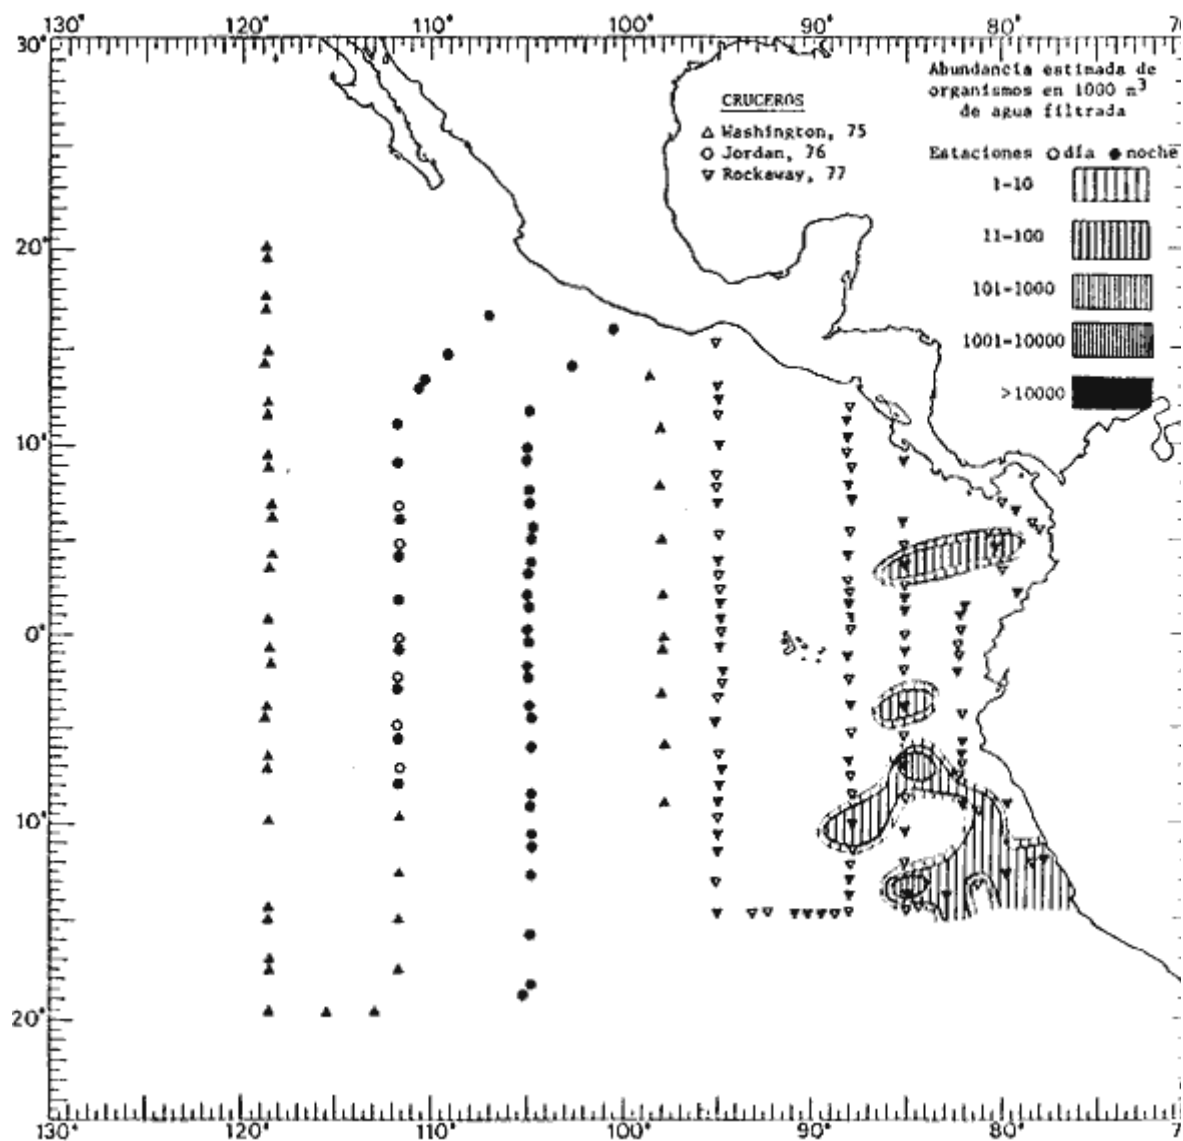 130° 120° 110° 100° 90° 80° 70
30°
Abundancia estimada de
organismos en 1000 m³
de agua filtrada
CRUCEROS
△ Washington, 75
○ Jordan, 76
▽ Rockaway, 77
Estaciones ○ día ● noche
1-10
11-100
101-1000
1001-10000
>10000
20°
10°
0°
10°
20°
130° 120° 110° 100° 90° 80° 7